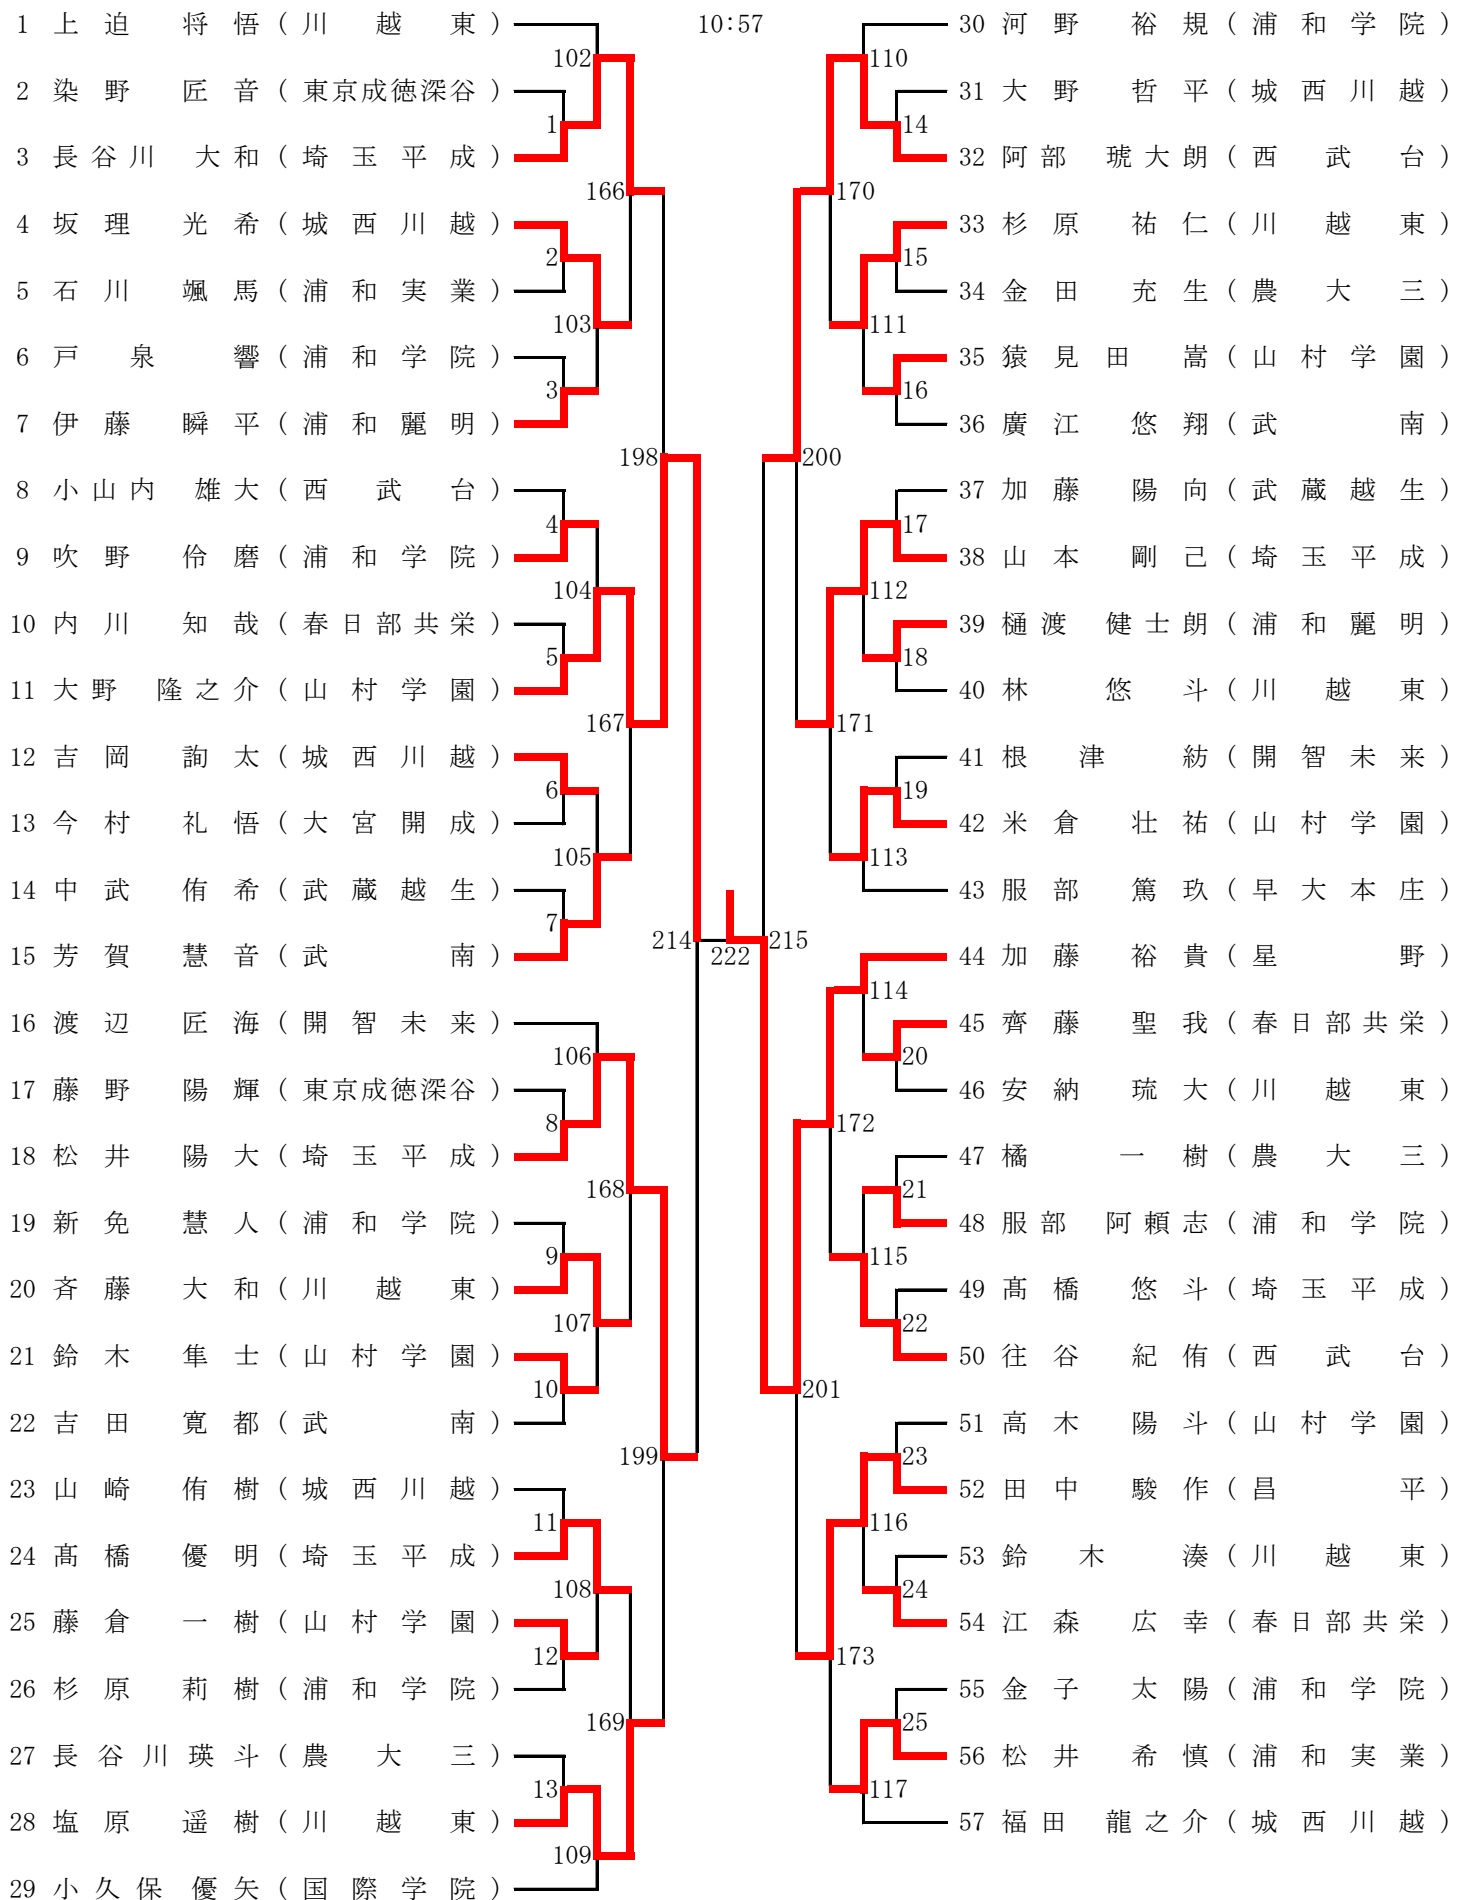 10:57
1 上迫 将悟 (川越東)
2 染野 匠音 (東京成徳深谷)
3 長谷川 大和 (埼玉平成)
4 坂理 光希 (城西川越)
5 石川 颯馬 (浦和実業)
6 戸泉 響 (浦和学院)
7 伊藤 瞬平 (浦和麗明)
8 小山内 雄大 (西武台)
9 吹野 伶磨 (浦和学院)
10 内川 知哉 (春日部共栄)
11 大野 隆之介 (山村学園)
12 吉岡 詢太 (城西川越)
13 今村 礼悟 (大宮開成)
14 中武 侑希 (武蔵越生)
15 芳賀 慧音 (武南)
16 渡辺 匠海 (開智未来)
17 藤野 陽輝 (東京成徳深谷)
18 松井 陽大 (埼玉平成)
19 新免 慧人 (浦和学院)
20 斉藤 大和 (川越東)
21 鈴木 隼士 (山村学園)
22 吉田 寛都 (武南)
23 山崎 侑樹 (城西川越)
24 髙橋 優明 (埼玉平成)
25 藤倉 一樹 (山村学園)
26 杉原 莉樹 (浦和学院)
27 長谷川瑛斗 (農大三)
28 塩原 遥樹 (川越東)
29 小久保 優矢 (国際学院)
102
1
166
2
103
3
198
4
104
5
167
6
105
7
214
106
8
168
9
107
10
199
11
108
12
169
13
109
222
30 河野 裕規 (浦和学院)
31 大野 哲平 (城西川越)
32 阿部 琥大朗 (西武台)
33 杉原 祐仁 (川越東)
34 金田 充生 (農大三)
35 猿見田 嵩 (山村学園)
36 廣江 悠翔 (武南)
37 加藤 陽向 (武蔵越生)
38 山本 剛己 (埼玉平成)
39 樋渡 健士朗 (浦和麗明)
40 林 悠斗 (川越東)
41 根津 紡 (開智未来)
42 米倉 壮祐 (山村学園)
43 服部 篤玖 (早大本庄)
44 加藤 裕貴 (星野)
45 齊藤 聖我 (春日部共栄)
46 安納 琉大 (川越東)
47 橘 一樹 (農大三)
48 服部 阿頼志 (浦和学院)
49 髙橋 悠斗 (埼玉平成)
50 往谷 紀侑 (西武台)
51 高木 陽斗 (山村学園)
52 田中 駿作 (昌平)
53 鈴木 湊 (川越東)
54 江森 広幸 (春日部共栄)
55 金子 太陽 (浦和学院)
56 松井 希慎 (浦和実業)
57 福田 龍之介 (城西川越)
110
14
170
15
111
16
200
17
112
18
171
19
113
215
114
20
172
21
115
22
201
23
116
24
173
25
117